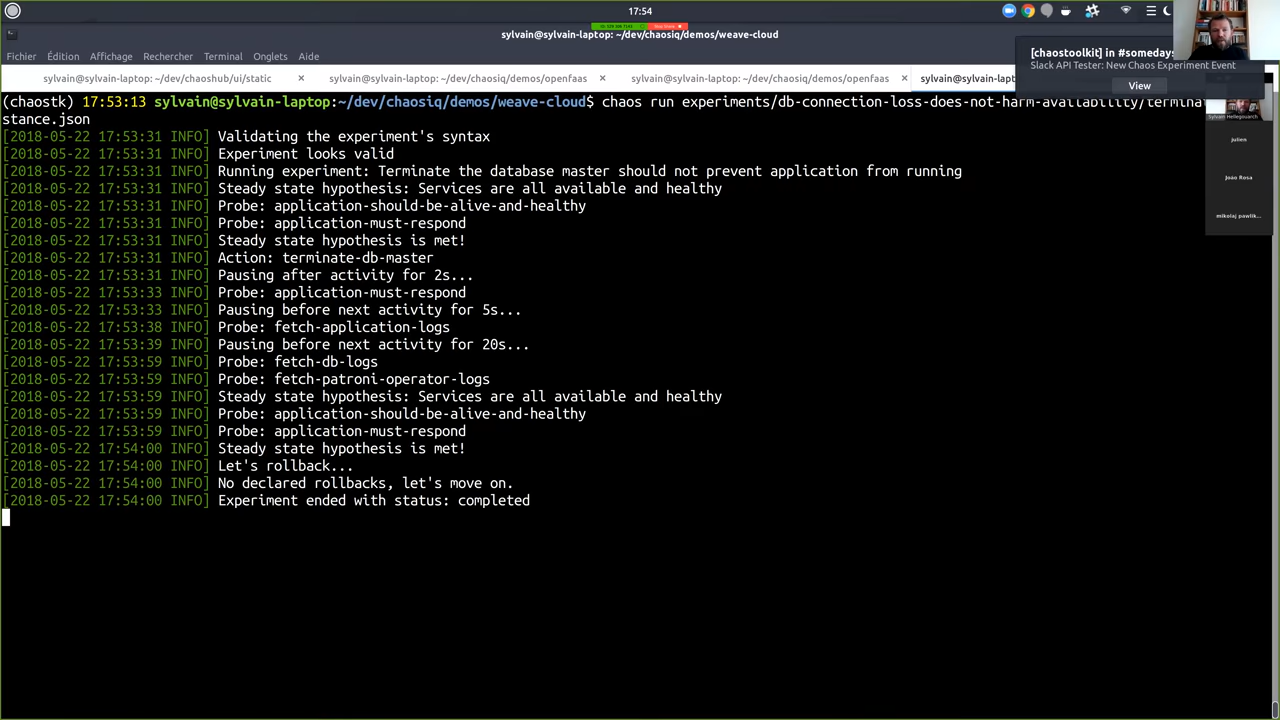 17:54
sylvain@sylvain-laptop: ~/dev/chaosiq/demos/weave-cloud
Fichier Édition Affichage Rechercher Terminal Onglets Aide
[chaostoolkit] in #somedays
Slack API Tester: New Chaos Experiment Event
View
sylvain@sylvain-laptop: ~/dev/chaoshub/ui/static × sylvain@sylvain-laptop: ~/dev/chaosiq/demos/openfaas × sylvain@sylvain-laptop: ~/dev/chaosiq/demos/openfaas × sylvain@sylvain-lap
(chaostk) 17:53:13 sylvain@sylvain-laptop:~/dev/chaosiq/demos/weave-cloud$ chaos run experiments/db-connection-loss-does-not-harm-availability/termina
stance.json
[2018-05-22 17:53:31 INFO] Validating the experiment's syntax
[2018-05-22 17:53:31 INFO] Experiment looks valid
[2018-05-22 17:53:31 INFO] Running experiment: Terminate the database master should not prevent application from running
[2018-05-22 17:53:31 INFO] Steady state hypothesis: Services are all available and healthy
[2018-05-22 17:53:31 INFO] Probe: application-should-be-alive-and-healthy
[2018-05-22 17:53:31 INFO] Probe: application-must-respond
[2018-05-22 17:53:31 INFO] Steady state hypothesis is met!
[2018-05-22 17:53:31 INFO] Action: terminate-db-master
[2018-05-22 17:53:31 INFO] Pausing after activity for 2s...
[2018-05-22 17:53:33 INFO] Probe: application-must-respond
[2018-05-22 17:53:33 INFO] Pausing before next activity for 5s...
[2018-05-22 17:53:38 INFO] Probe: fetch-application-logs
[2018-05-22 17:53:39 INFO] Pausing before next activity for 20s...
[2018-05-22 17:53:59 INFO] Probe: fetch-db-logs
[2018-05-22 17:53:59 INFO] Probe: fetch-patroni-operator-logs
[2018-05-22 17:53:59 INFO] Steady state hypothesis: Services are all available and healthy
[2018-05-22 17:53:59 INFO] Probe: application-should-be-alive-and-healthy
[2018-05-22 17:53:59 INFO] Probe: application-must-respond
[2018-05-22 17:54:00 INFO] Steady state hypothesis is met!
[2018-05-22 17:54:00 INFO] Let's rollback...
[2018-05-22 17:54:00 INFO] No declared rollbacks, let's move on.
[2018-05-22 17:54:00 INFO] Experiment ended with status: completed
Sylvain Hellegouarch
julien
João Rosa
mikolaj pawlik...